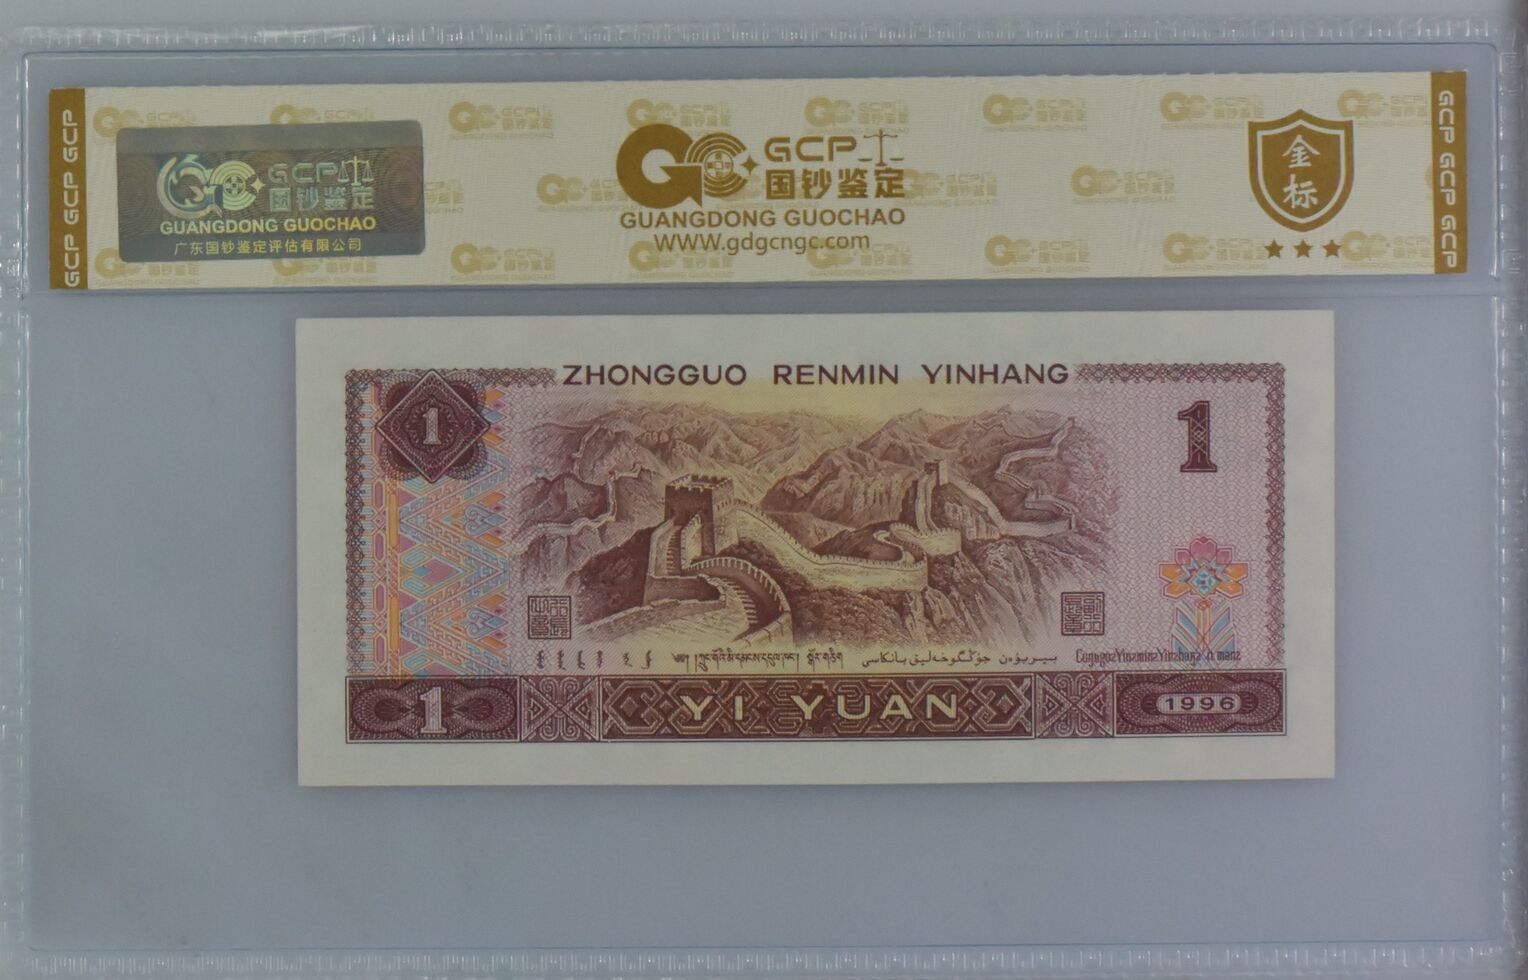 GCP GCP GCP
GCP 国钞鉴定
GUANGDONG GUOCHAO
广东国钞鉴定评估有限公司
GCP
国钞鉴定
GUANGDONG GUOCHAO
WWW.gdgcngc.com
金标
GCP GCP GCP
ZHONGGUO RENMIN YINHANG
1
1
1
YI YUAN
1996